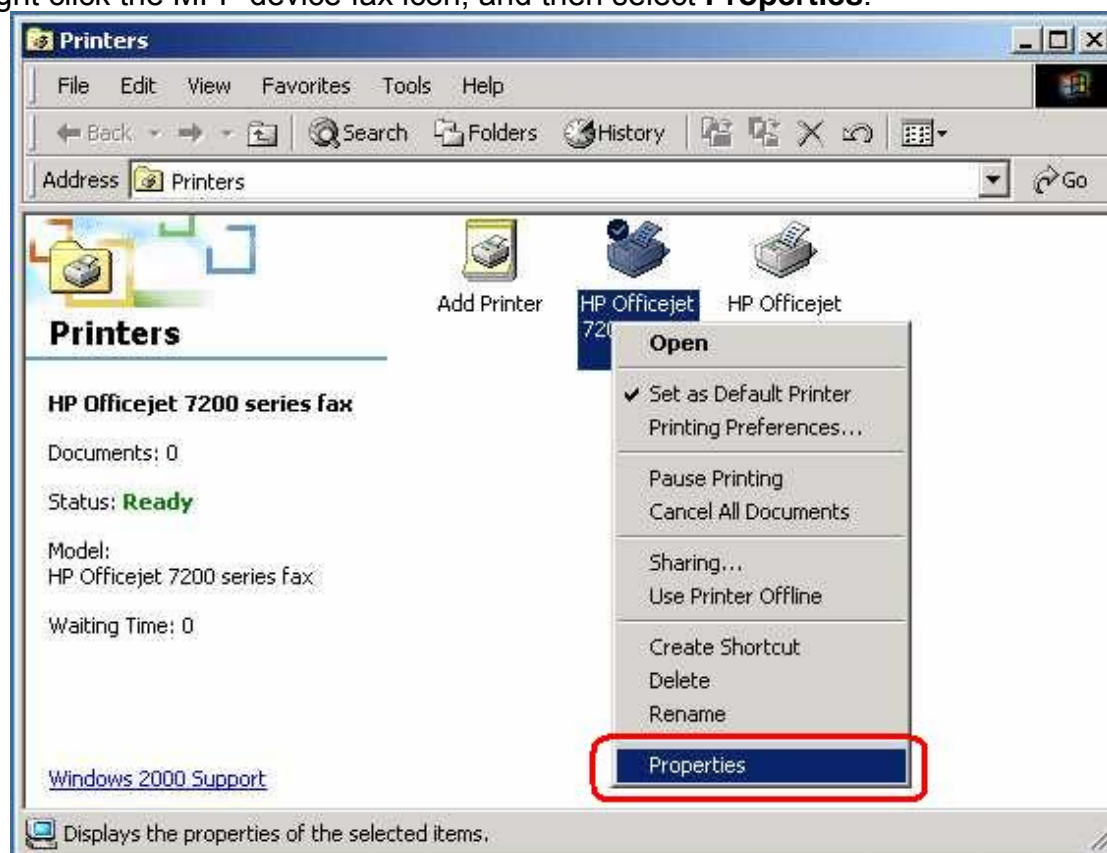 ght click the MFP device fax icon, and then select Properties.
Printers
File Edit View Favorites Tools Help
Back Search Folders History
Address Printers Go
Add Printer HP Officejet HP Officejet
72
Printers
HP Officejet 7200 series fax
Documents: 0
Status: Ready
Model:
HP Officejet 7200 series fax
Waiting Time: 0
Windows 2000 Support
Open
Set as Default Printer
Printing Preferences...
Pause Printing
Cancel All Documents
Sharing...
Use Printer Offline
Create Shortcut
Delete
Rename
Properties
Displays the properties of the selected items.